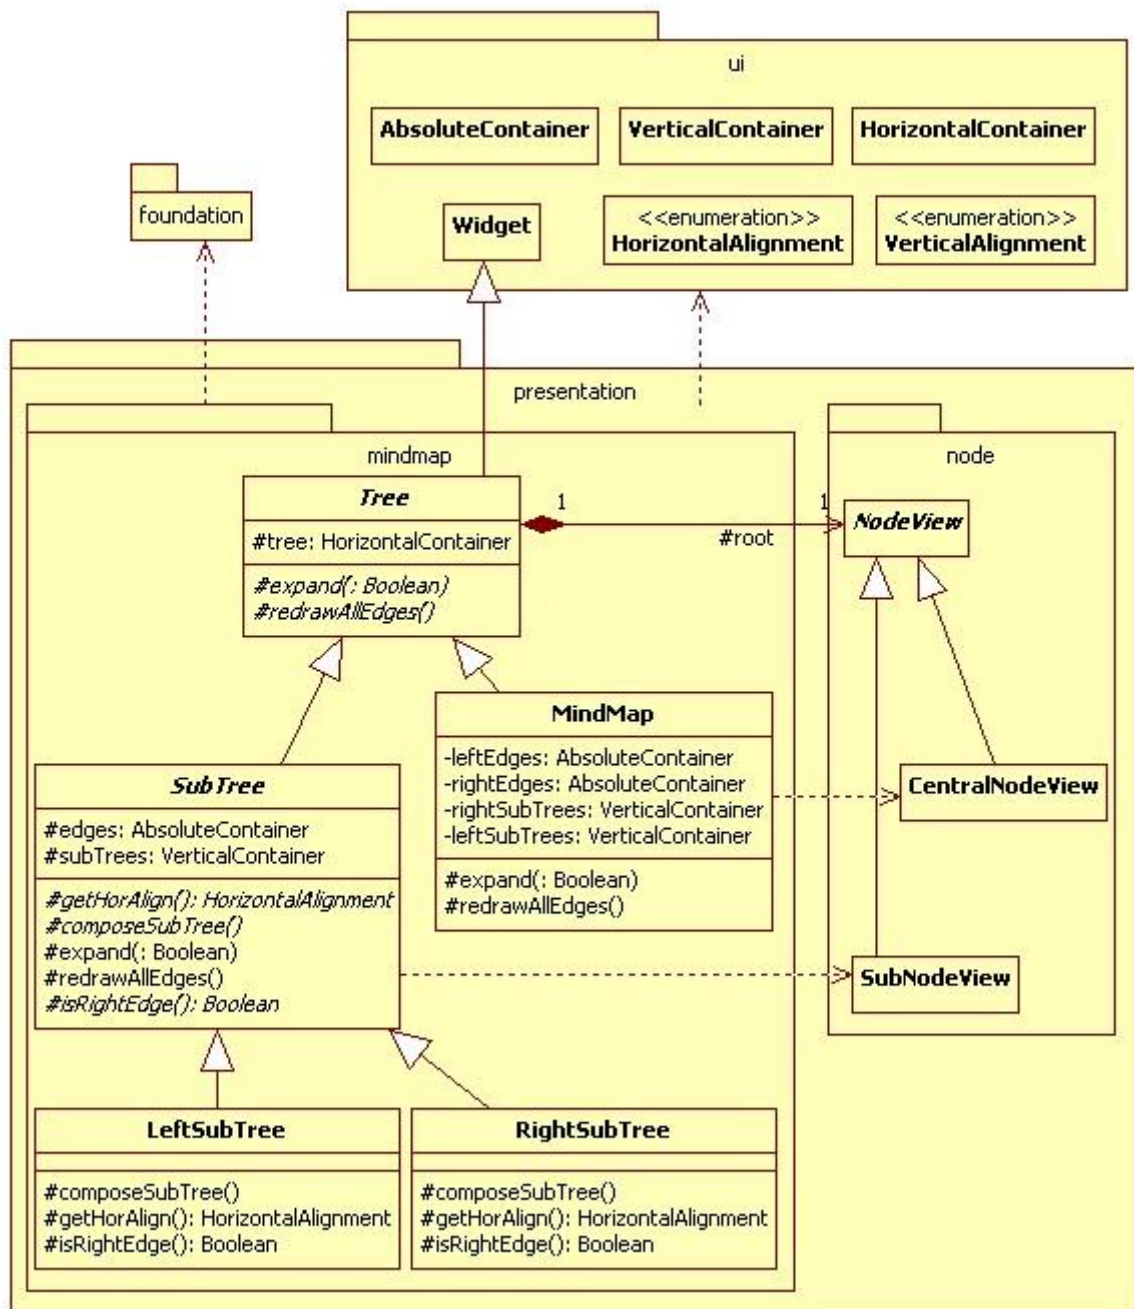 ui
AbsoluteContainer
VerticalContainer
HorizontalContainer
foundation
Widget
<<enumeration>>
HorizontalAlignment
<<enumeration>>
VerticalAlignment
presentation
mindmap
node
Tree
#tree: HorizontalContainer
#expand(: Boolean)
#redrawAllEdges()
1
1
#root
NodeView
MindMap
-leftEdges: AbsoluteContainer
-rightEdges: AbsoluteContainer
-rightSubTrees: VerticalContainer
-leftSubTrees: VerticalContainer
#expand(: Boolean)
#redrawAllEdges()
CentralNodeView
SubTree
#edges: AbsoluteContainer
#subTrees: VerticalContainer
#getHorAlign(): HorizontalAlignment
#composeSubTree()
#expand(: Boolean)
#redrawAllEdges()
#isRightEdge(): Boolean
SubNodeView
LeftSubTree
#composeSubTree()
#getHorAlign(): HorizontalAlignment
#isRightEdge(): Boolean
RightSubTree
#composeSubTree()
#getHorAlign(): HorizontalAlignment
#isRightEdge(): Boolean